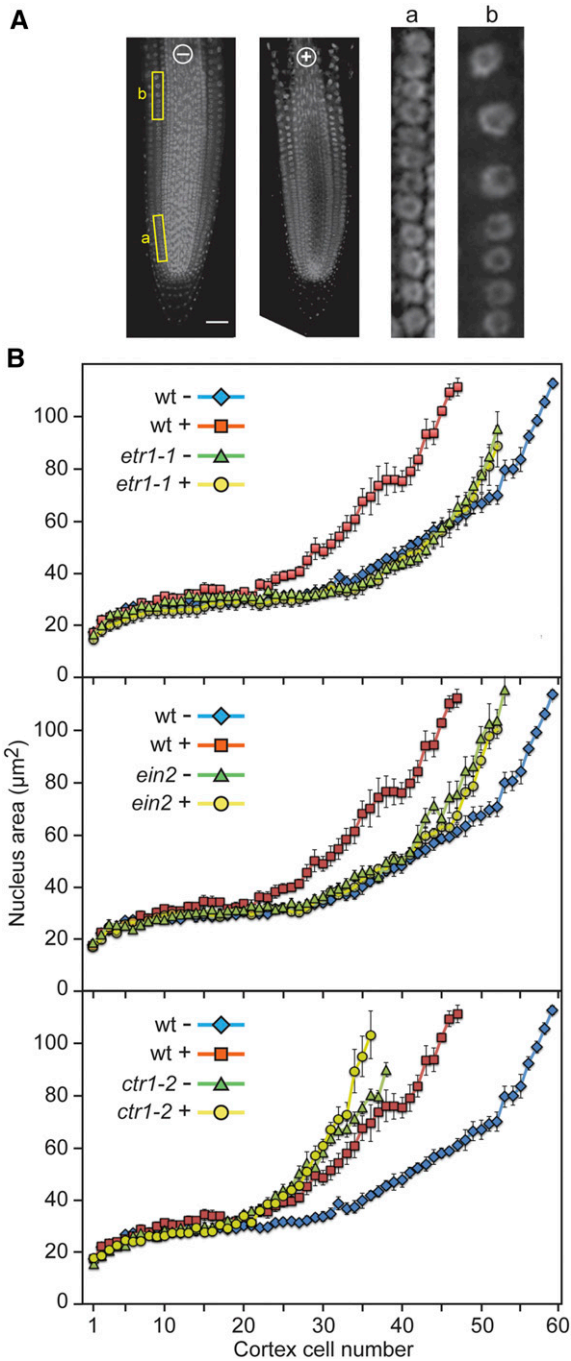 A
a
b
−
+
b
a
B
wt -
wt +
etr1-1 -
etr1-1 +
100
80
60
40
20
0
wt -
wt +
ein2 -
ein2 +
100
80
60
40
20
0
Nucleus area (µm²)
wt -
wt +
ctr1-2 -
ctr1-2 +
100
80
60
40
20
0
1 10 20 30 40 50 60
Cortex cell number